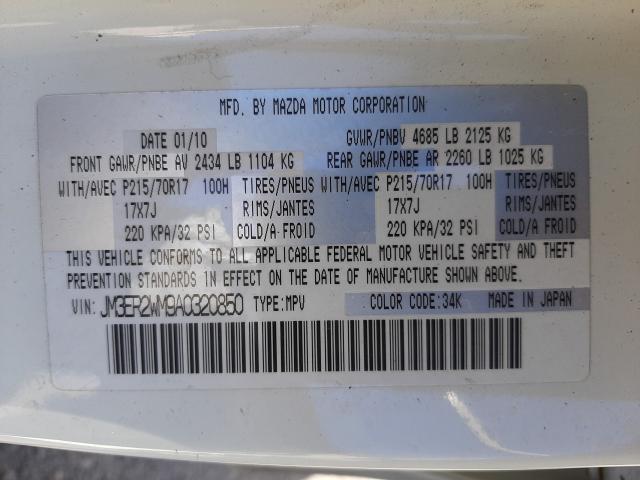 MFD. BY MAZDA MOTOR CORPORATION
DATE 01/10 GVWR/PNBV 4685 LB 2125 KG
FRONT GAWR/PNBE AV 2434 LB 1104 KG REAR GAWR/PNBE AR 2260 LB 1025 KG
WITH/AVEC P215/70R17 100H TIRES/PNEUS WITH/AVEC P215/70R17 100H TIRES/PNEUS
17X7J RIMS/JANTES 17X7J RIMS/JANTES
220 KPA/32 PSI COLD/A FROID 220 KPA/32 PSI COLD/A FROID
THIS VEHICLE CONFORMS TO ALL APPLICABLE FEDERAL MOTOR VEHICLE SAFETY AND THEFT
PREVENTION STANDARDS IN EFFECT ON THE DATE OF MANUFACTURE SHOWN ABOVE.
VIN: JM3ER2WM9A0320850 TYPE:MPV COLOR CODE:34K MADE IN JAPAN